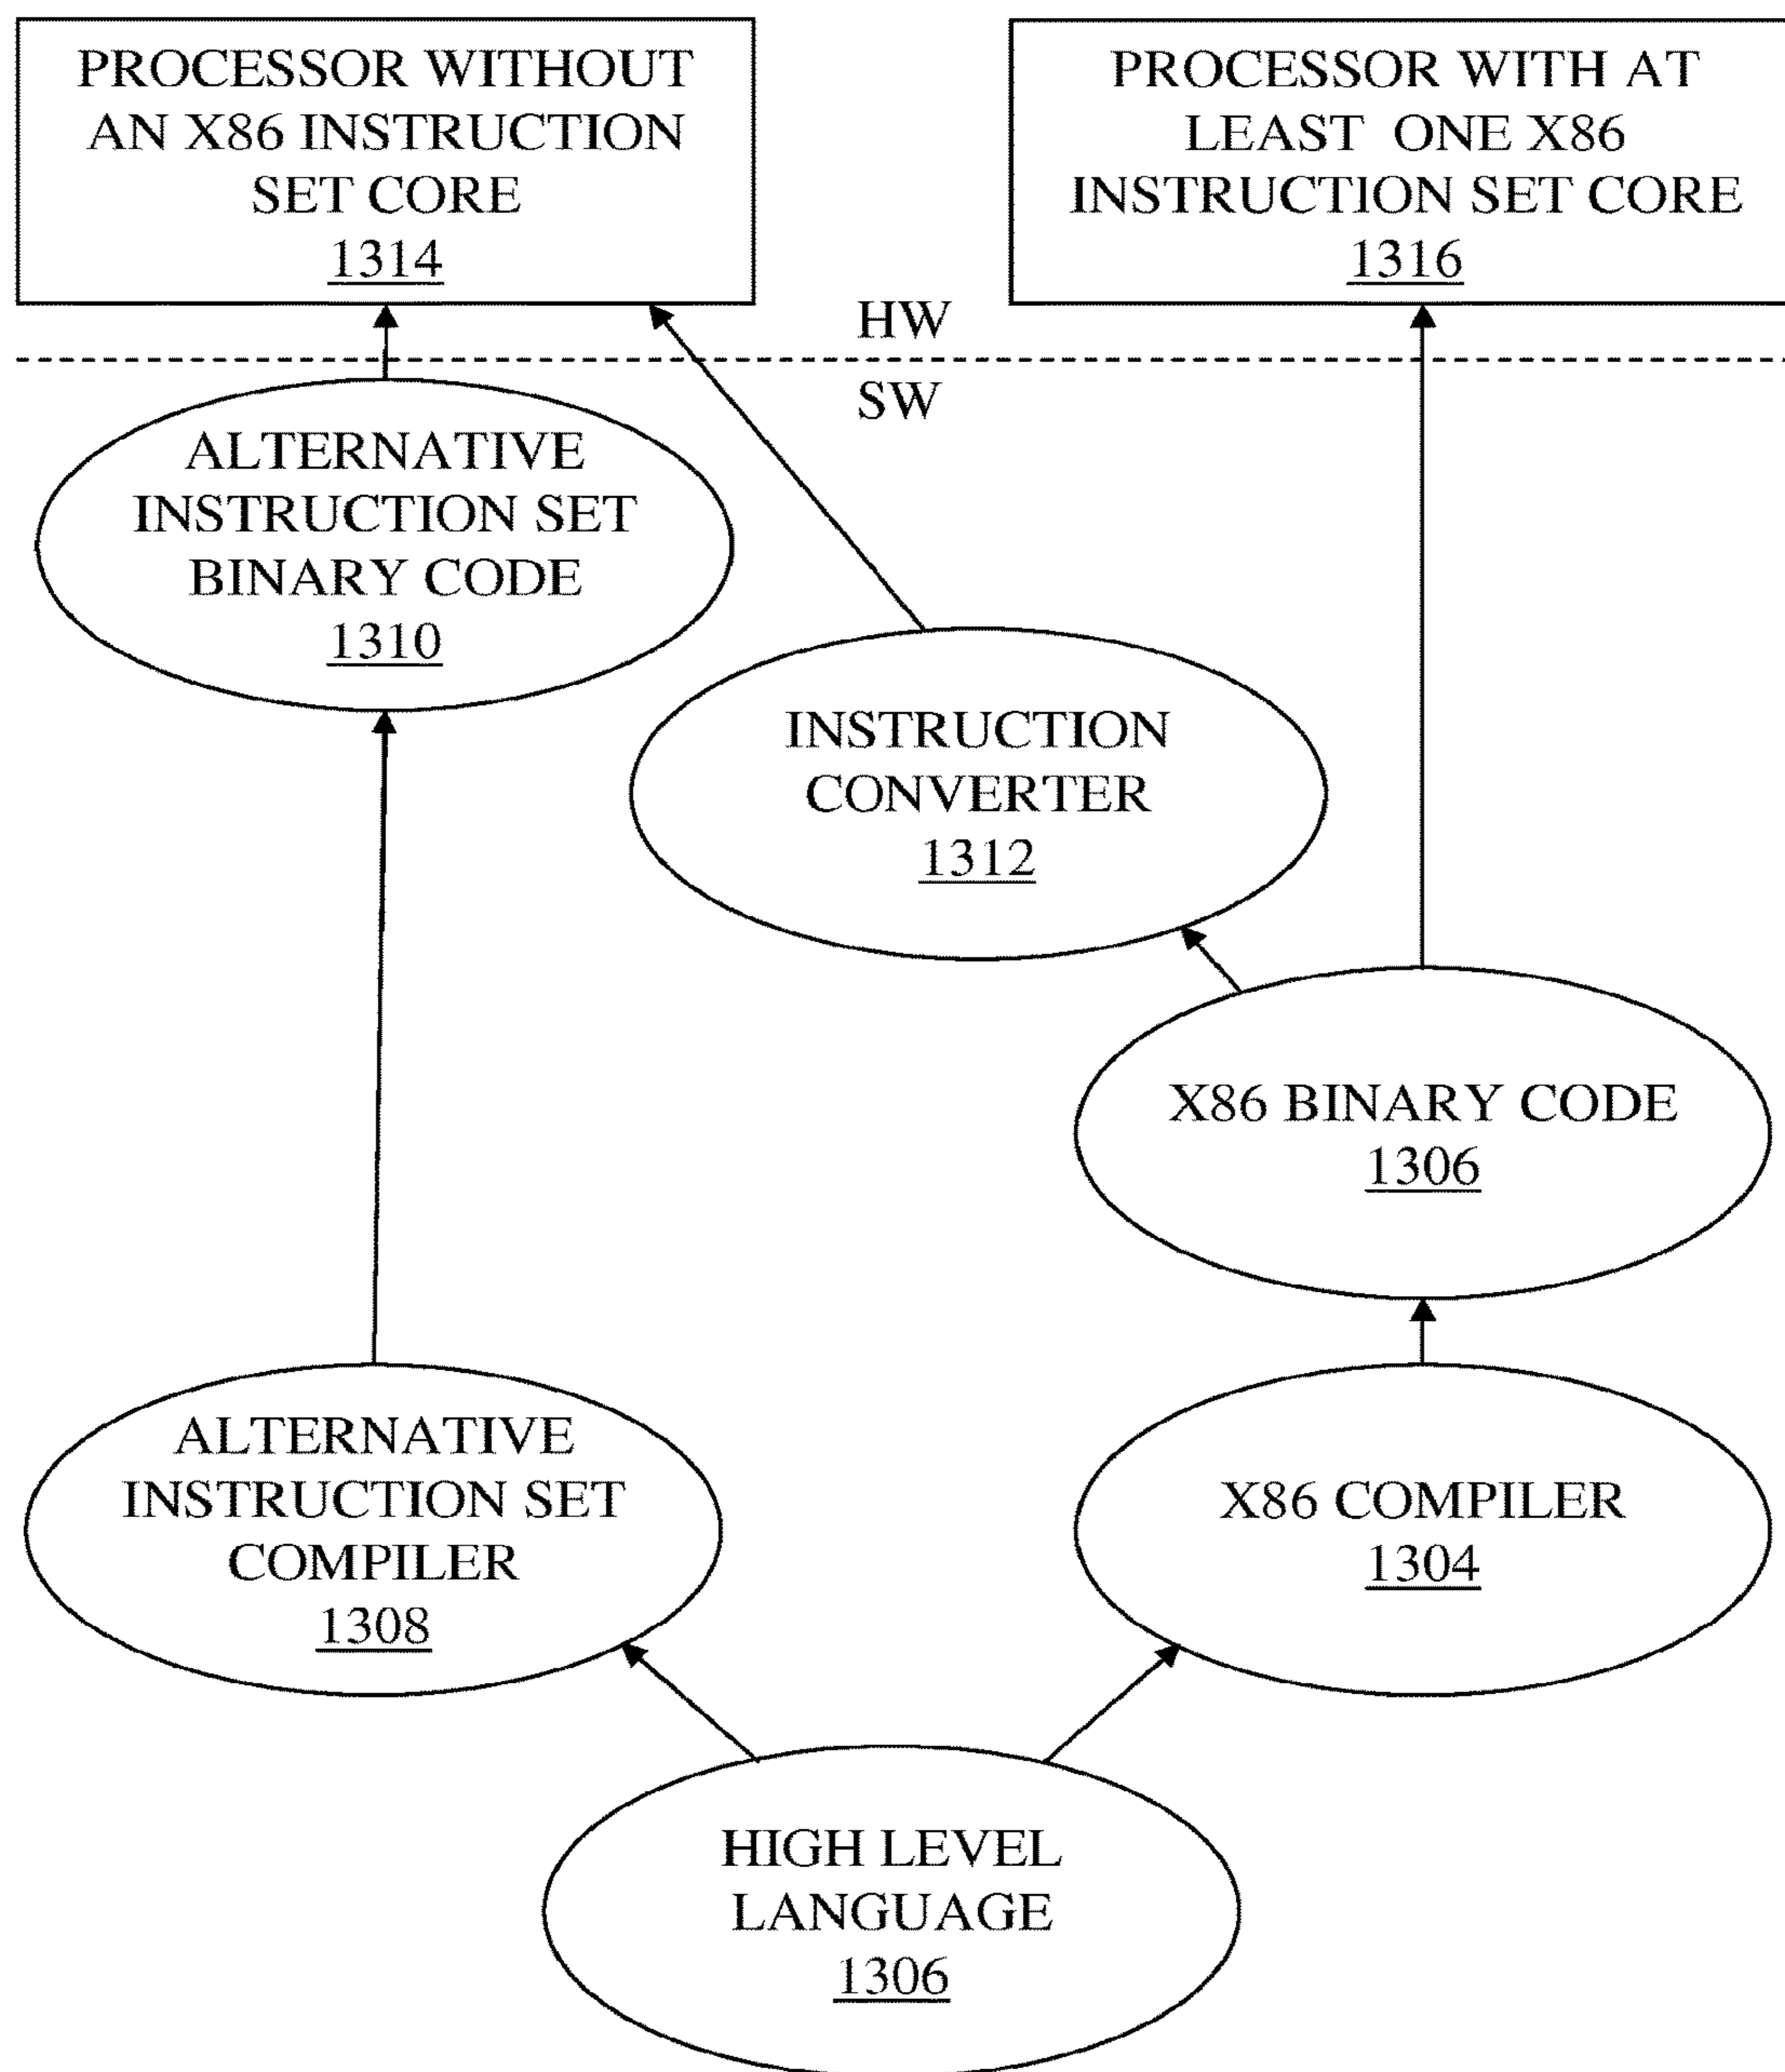 PROCESSOR WITHOUT
AN X86 INSTRUCTION
SET CORE
1314
PROCESSOR WITH AT
LEAST ONE X86
INSTRUCTION SET CORE
1316
HW
SW
ALTERNATIVE
INSTRUCTION SET
BINARY CODE
1310
INSTRUCTION
CONVERTER
1312
X86 BINARY CODE
1306
ALTERNATIVE
INSTRUCTION SET
COMPILER
1308
X86 COMPILER
1304
HIGH LEVEL
LANGUAGE
1306